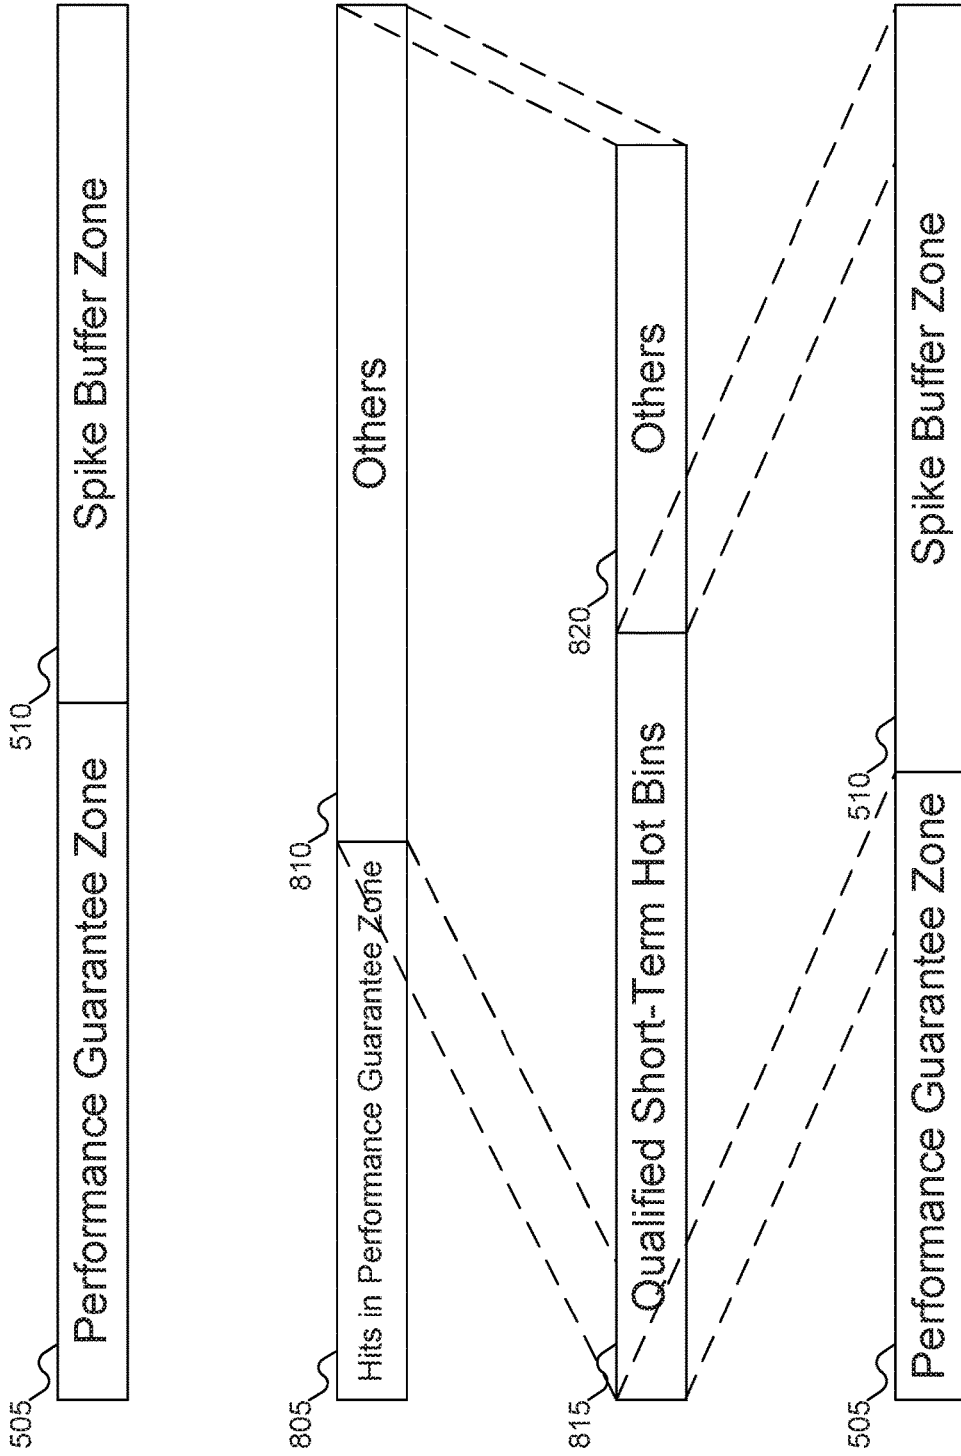 505
Performance Guarantee Zone
510
Spike Buffer Zone
805
Hits in Performance Guarantee Zone
810
Others
815
Qualified Short-Term Hot Bins
820
Others
505
Performance Guarantee Zone
510
Spike Buffer Zone